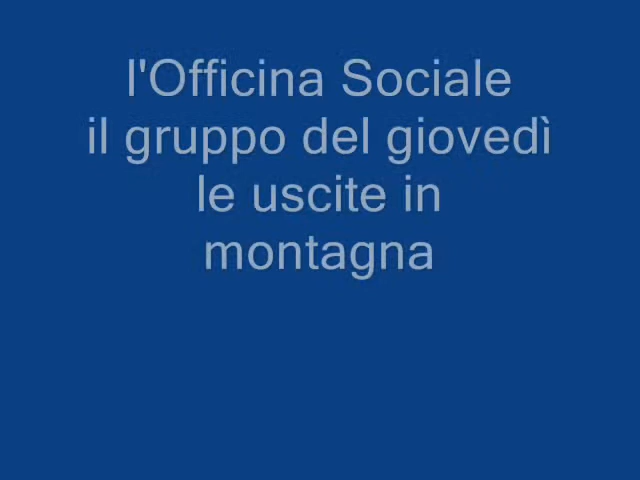 l'Officina Sociale
il gruppo del giovedì
le uscite in
montagna